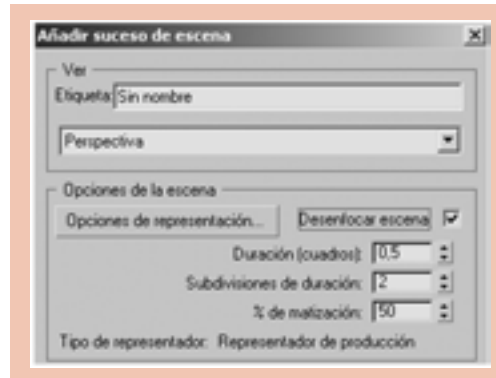 Añadir suceso de escena
Ver
Etiqueta: Sin nombre
Perspectiva
Opciones de la escena
Opciones de representación... Desenfocar escena
Duración (cuadros): 0,5
Subdivisiones de duración: 2
% de matización: 50
Tipo de representador: Representador de producción